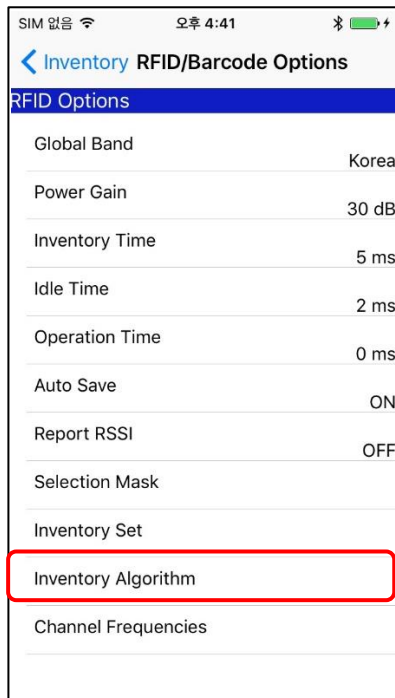 SIM 없음 오후 4:41
Inventory RFID/Barcode Options
RFID Options
Global Band
Korea
Power Gain
30 dB
Inventory Time
5 ms
Idle Time
2 ms
Operation Time
0 ms
Auto Save
ON
Report RSSI
OFF
Selection Mask
Inventory Set
Inventory Algorithm
Channel Frequencies